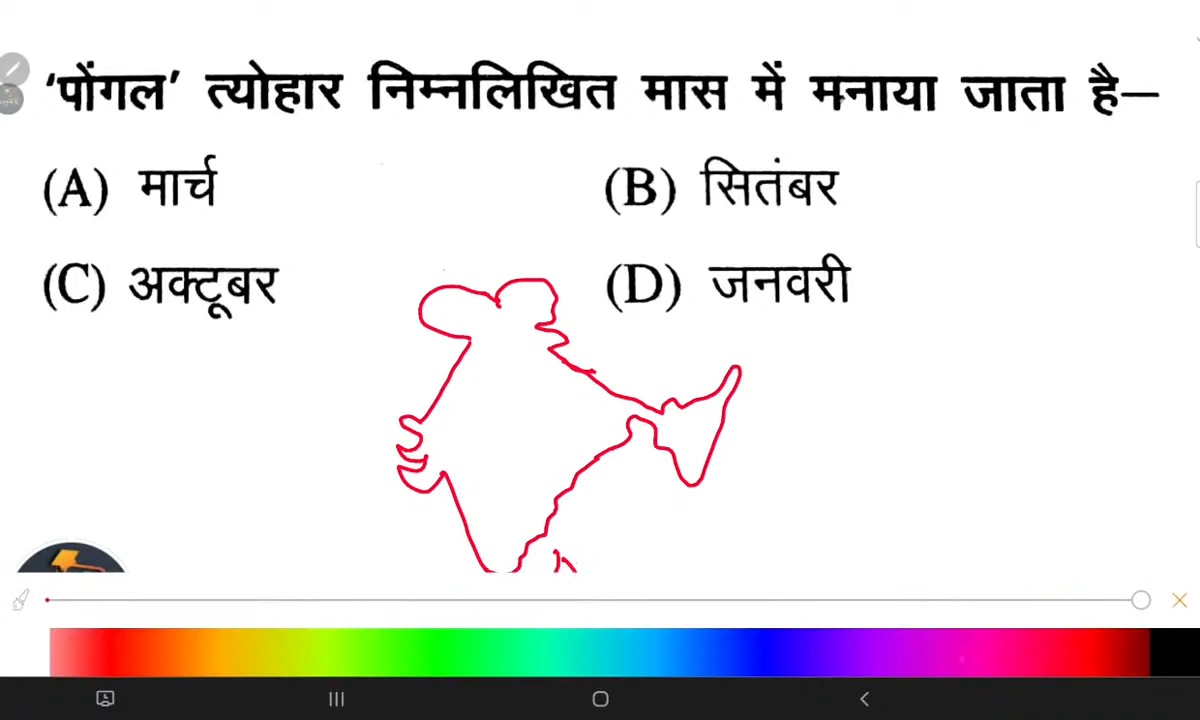 'पोंगल' त्योहार निम्नलिखित मास में मनाया जाता है—
(A) मार्च (B) सितंबर
(C) अक्टूबर (D) जनवरी